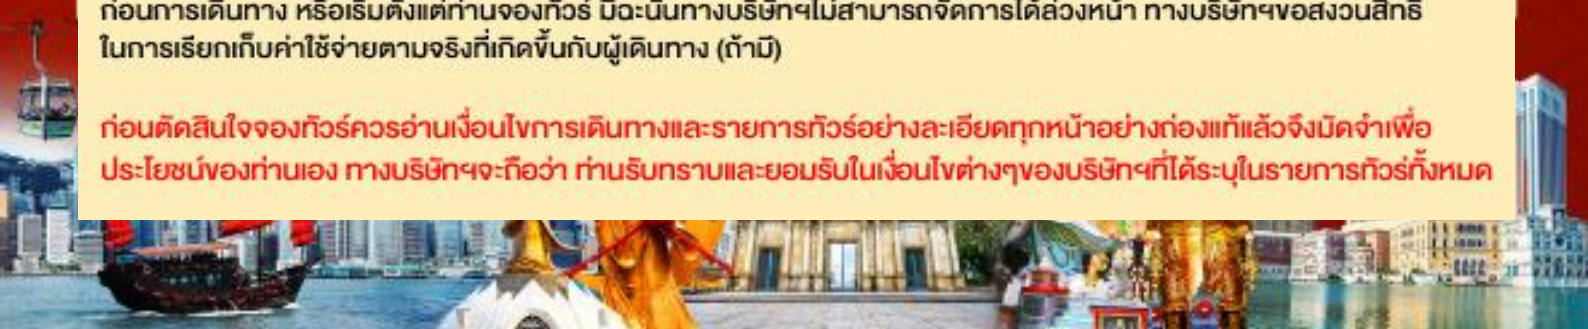 ก่อนการเดินทาง หรือเริ่มตั้งแต่ท่านจองทัวร์ มิฉะนั้นทางบริษัทฯไม่สามารถจัดการได้ล่วงหน้า ทางบริษัทฯขอสงวนสิทธิ์
ในการเรียกเก็บค่าใช้จ่ายตามจริงที่เกิดขึ้นกับผู้เดินทาง (ถ้ามี)
ก่อนตัดสินใจจองทัวร์ควรอ่านเงื่อนไขการเดินทางและรายการทัวร์อย่างละเอียดทุกหน้าอย่างถ่องแท้แล้วจึงมัดจำเพื่อ
ประโยชน์ของท่านเอง ทางบริษัทฯจะถือว่า ท่านรับทราบและยอมรับในเงื่อนไขต่างๆของบริษัทฯที่ได้ระบุในรายการทัวร์ทั้งหมด